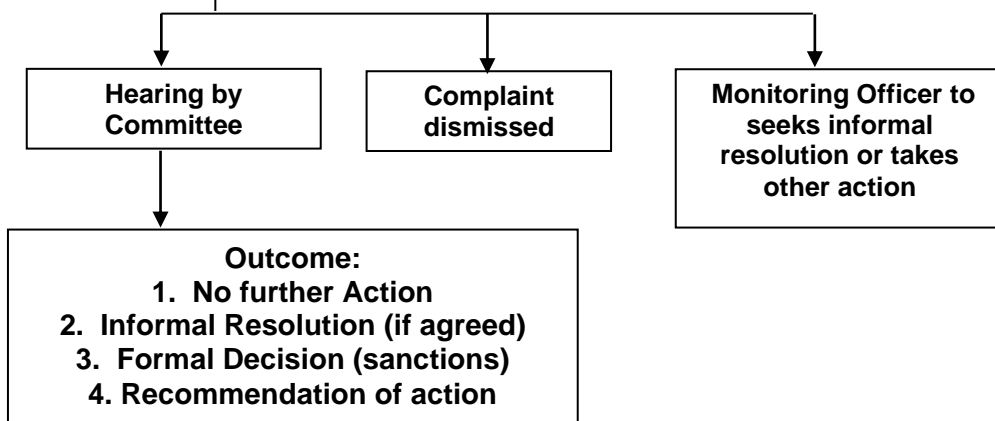 Hearing by
Committee
Complaint
dismissed
Monitoring Officer to
seeks informal
resolution or takes
other action
Outcome:
1. No further Action
2. Informal Resolution (if agreed)
3. Formal Decision (sanctions)
4. Recommendation of action